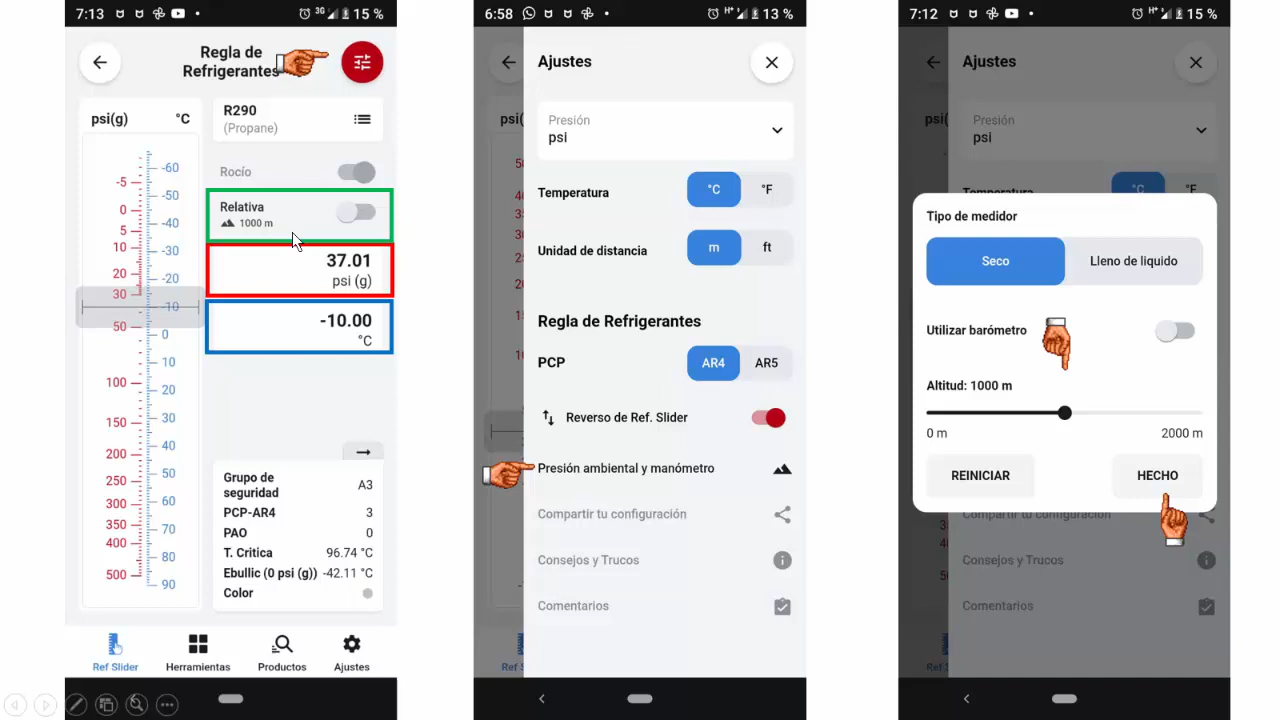 7:13
3G
15 %
Regla de
Refrigerantes
psi(g)
°C
-5
0
5
10
20
30
50
100
150
200
250
300
350
400
500
-60
-50
-40
-30
-20
-10
0
10
20
30
40
50
60
70
80
90
R290
(Propane)
Rocío
Relativa
1000 m
37.01
psi (g)
-10.00
°C
Grupo de
seguridad
A3
PCP-AR4
3
PAO
0
T. Critica
96.74 °C
Ebullic (0 psi (g))
-42.11 °C
Color
Ref Slider
Herramientas
Productos
Ajustes
6:58
H+
13 %
psi(
Ajustes
Presión
psi
Temperatura
°C
°F
Unidad de distancia
m
ft
Regla de Refrigerantes
PCP
AR4
AR5
Reverso de Ref. Slider
Presión ambiental y manómetro
Compartir tu configuración
Consejos y Trucos
Comentarios
Ref S
7:12
H+
15 %
psi(
Ajustes
Presión
psi
Temperatura
°C
°F
Tipo de medidor
Seco
Lleno de liquido
Utilizar barómetro
Altitud: 1000 m
0 m
2000 m
REINICIAR
HECHO
Compartir tu configuración
Consejos y Trucos
Comentarios
Ref S